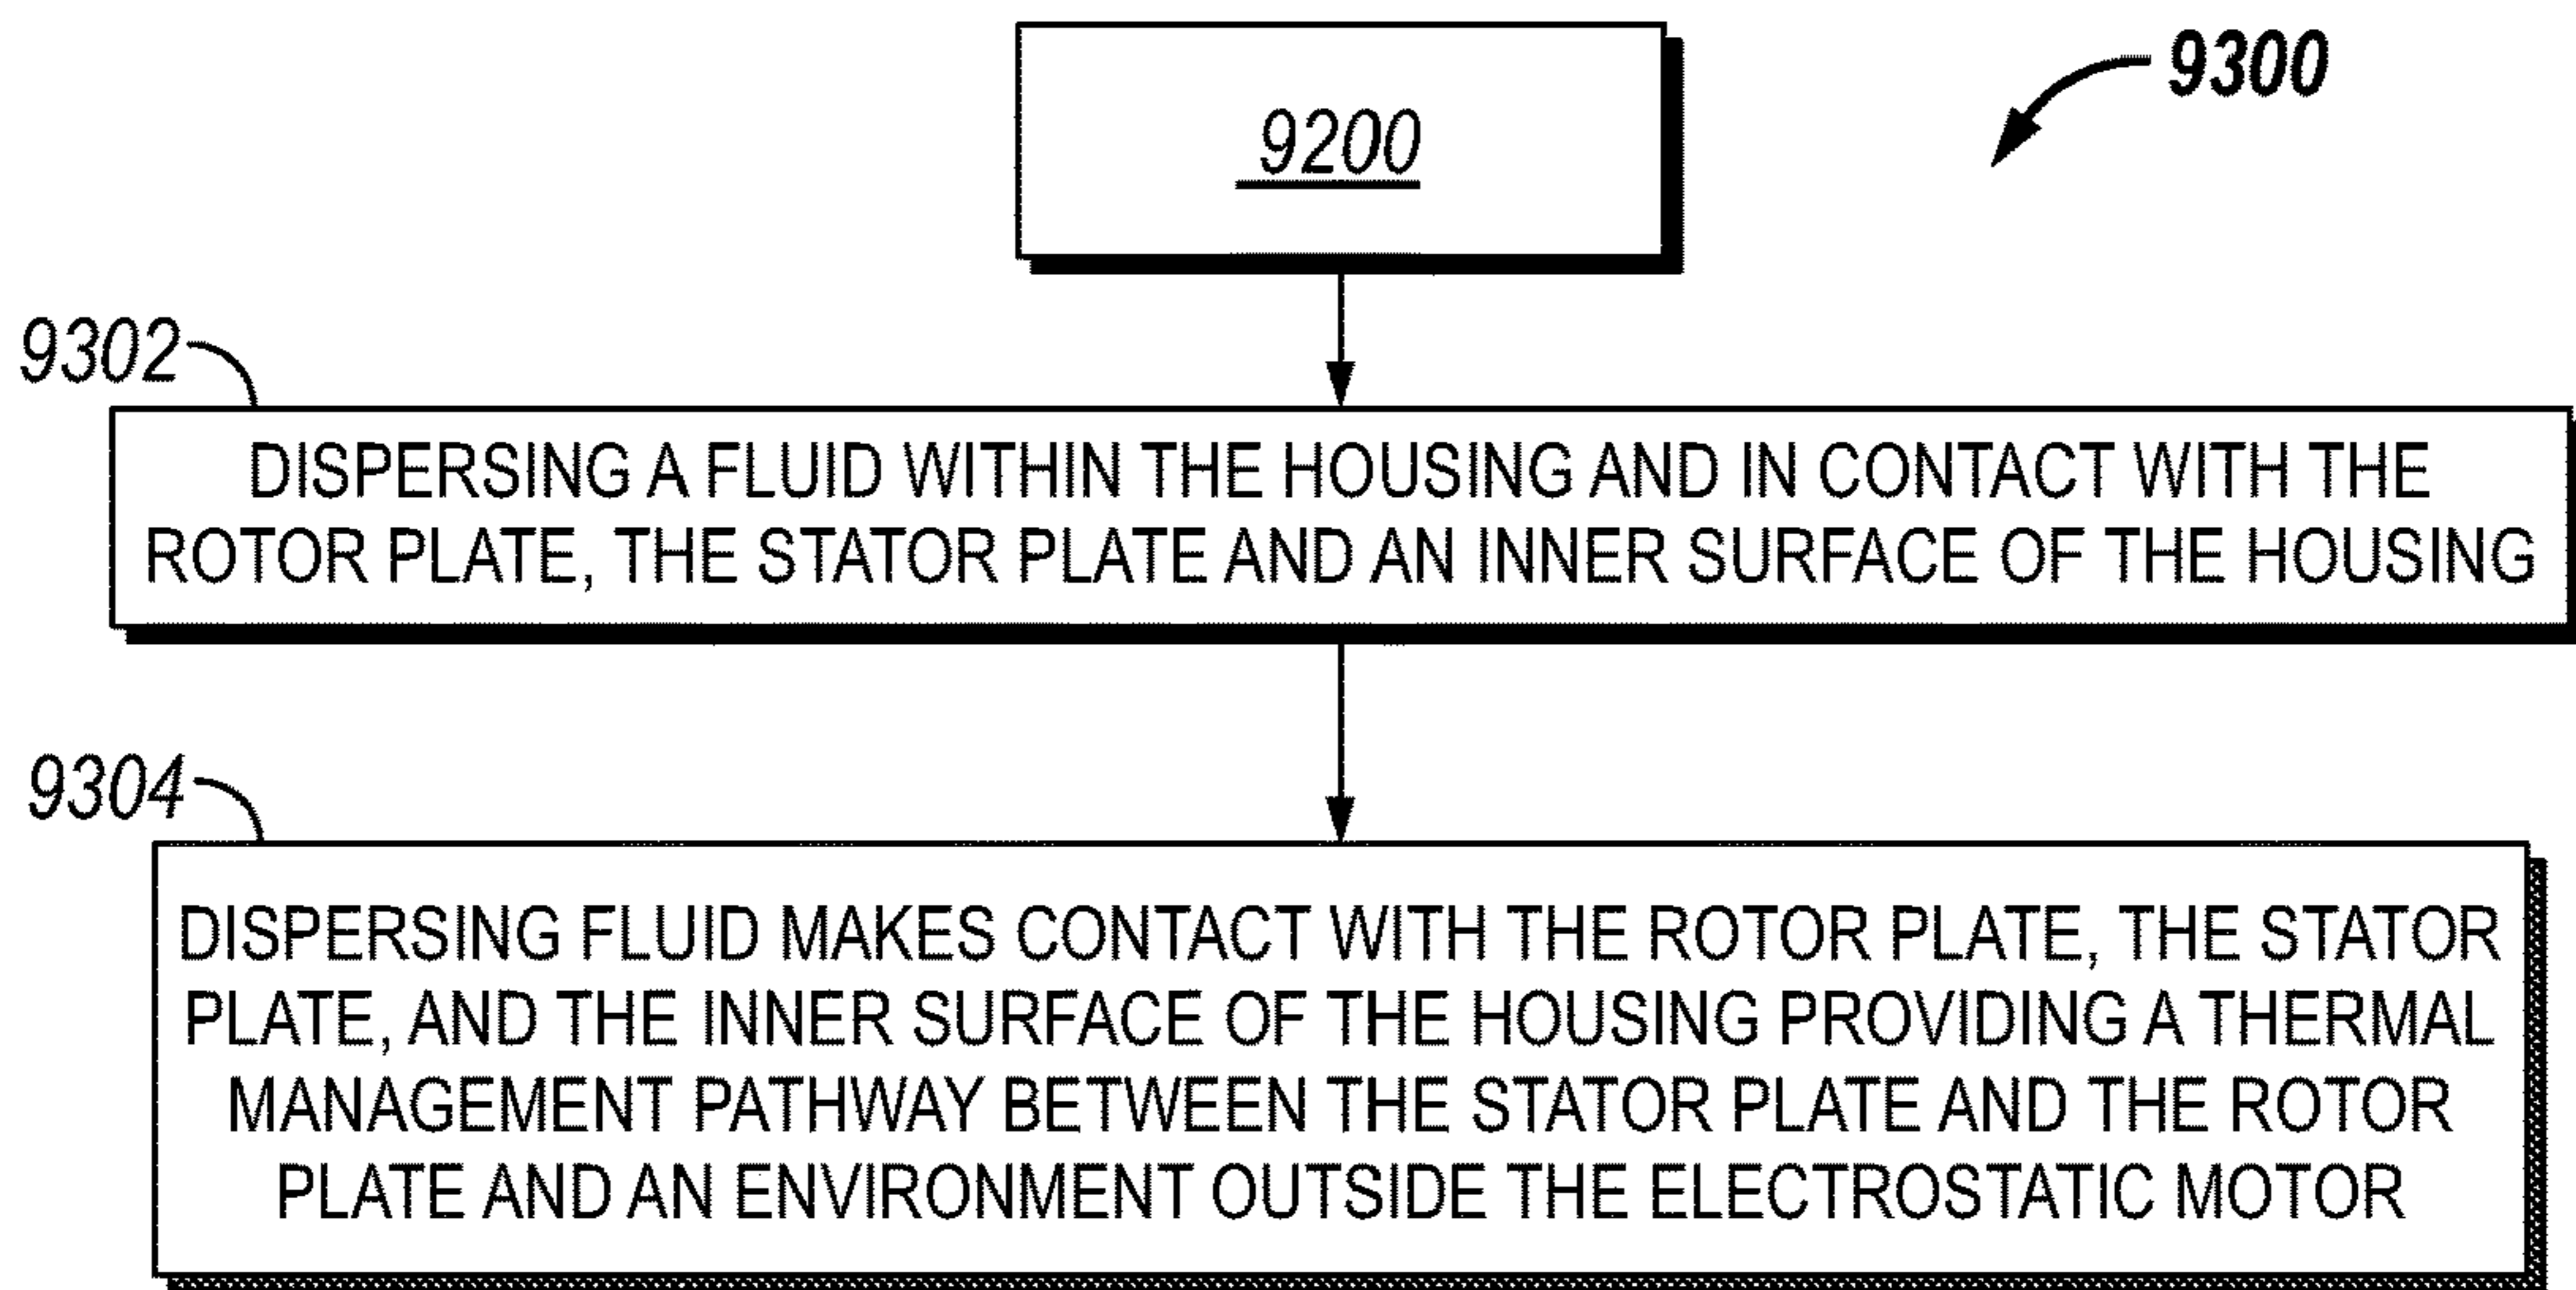 9200
9300
9302
DISPERSING A FLUID WITHIN THE HOUSING AND IN CONTACT WITH THE
ROTOR PLATE, THE STATOR PLATE AND AN INNER SURFACE OF THE HOUSING
9304
DISPERSING FLUID MAKES CONTACT WITH THE ROTOR PLATE, THE STATOR
PLATE, AND THE INNER SURFACE OF THE HOUSING PROVIDING A THERMAL
MANAGEMENT PATHWAY BETWEEN THE STATOR PLATE AND THE ROTOR
PLATE AND AN ENVIRONMENT OUTSIDE THE ELECTROSTATIC MOTOR